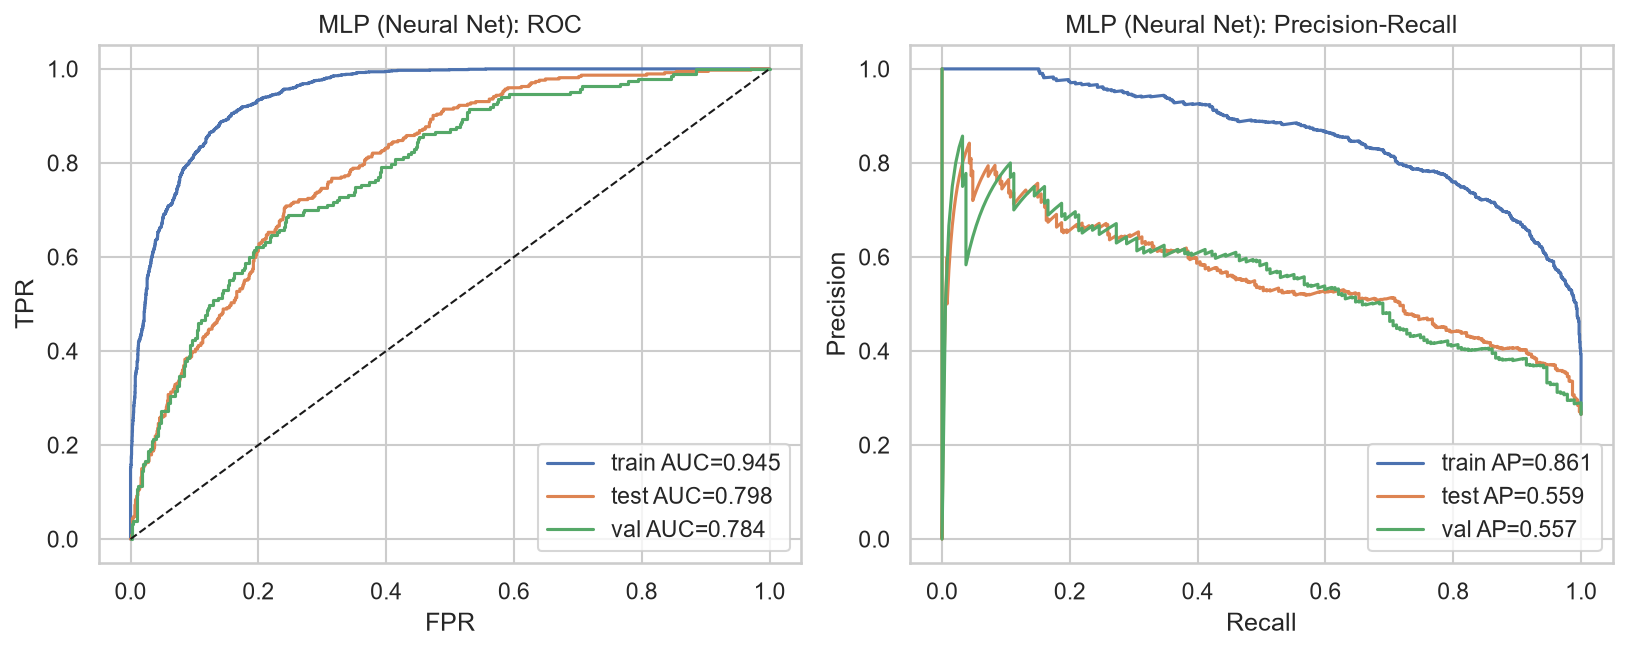 MLP (Neural Net): ROC
TPR
1.0
0.8
0.6
0.4
0.2
0.0
train AUC=0.945
test AUC=0.798
val AUC=0.784
0.0 0.2 0.4 0.6 0.8 1.0
FPR
MLP (Neural Net): Precision-Recall
Precision
1.0
0.8
0.6
0.4
0.2
0.0
train AP=0.861
test AP=0.559
val AP=0.557
0.0 0.2 0.4 0.6 0.8 1.0
Recall